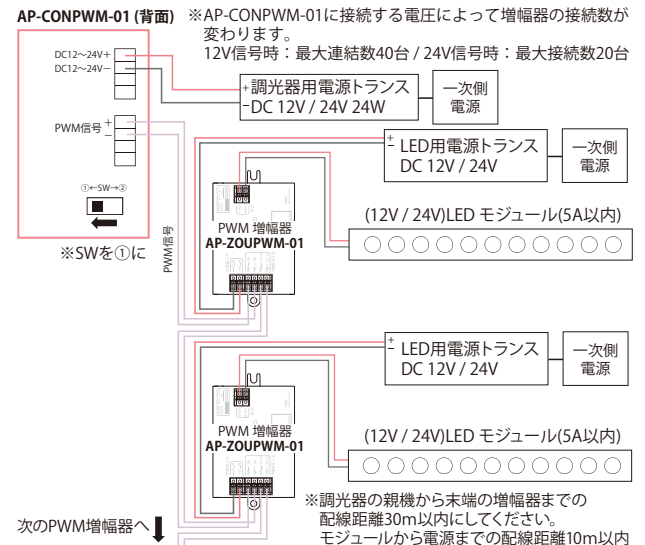 AP-CONPWM-01 (背面)
※AP-CONPWM-01に接続する電圧によって増幅器の接続数が
変わります。
12V信号時：最大連結数40台 / 24V信号時：最大接続数20台
DC12～24V＋
DC12～24V－
PWM信号 +
−
①←SW→②
※SWを①に
+調光器用電源トランス
−DC 12V / 24V 24W
一次側
電源
+
−
LED用電源トランス
DC 12V / 24V
一次側
電源
PWM信号
PWM 増幅器
AP-ZOUPWM-01
(12V / 24V)LED モジュール(5A以内)
+
−
LED用電源トランス
DC 12V / 24V
一次側
電源
PWM 増幅器
AP-ZOUPWM-01
(12V / 24V)LED モジュール(5A以内)
※調光器の親機から末端の増幅器までの
配線距離30m以内にしてください。
モジュールから電源までの配線距離10m以内
次のPWM増幅器へ